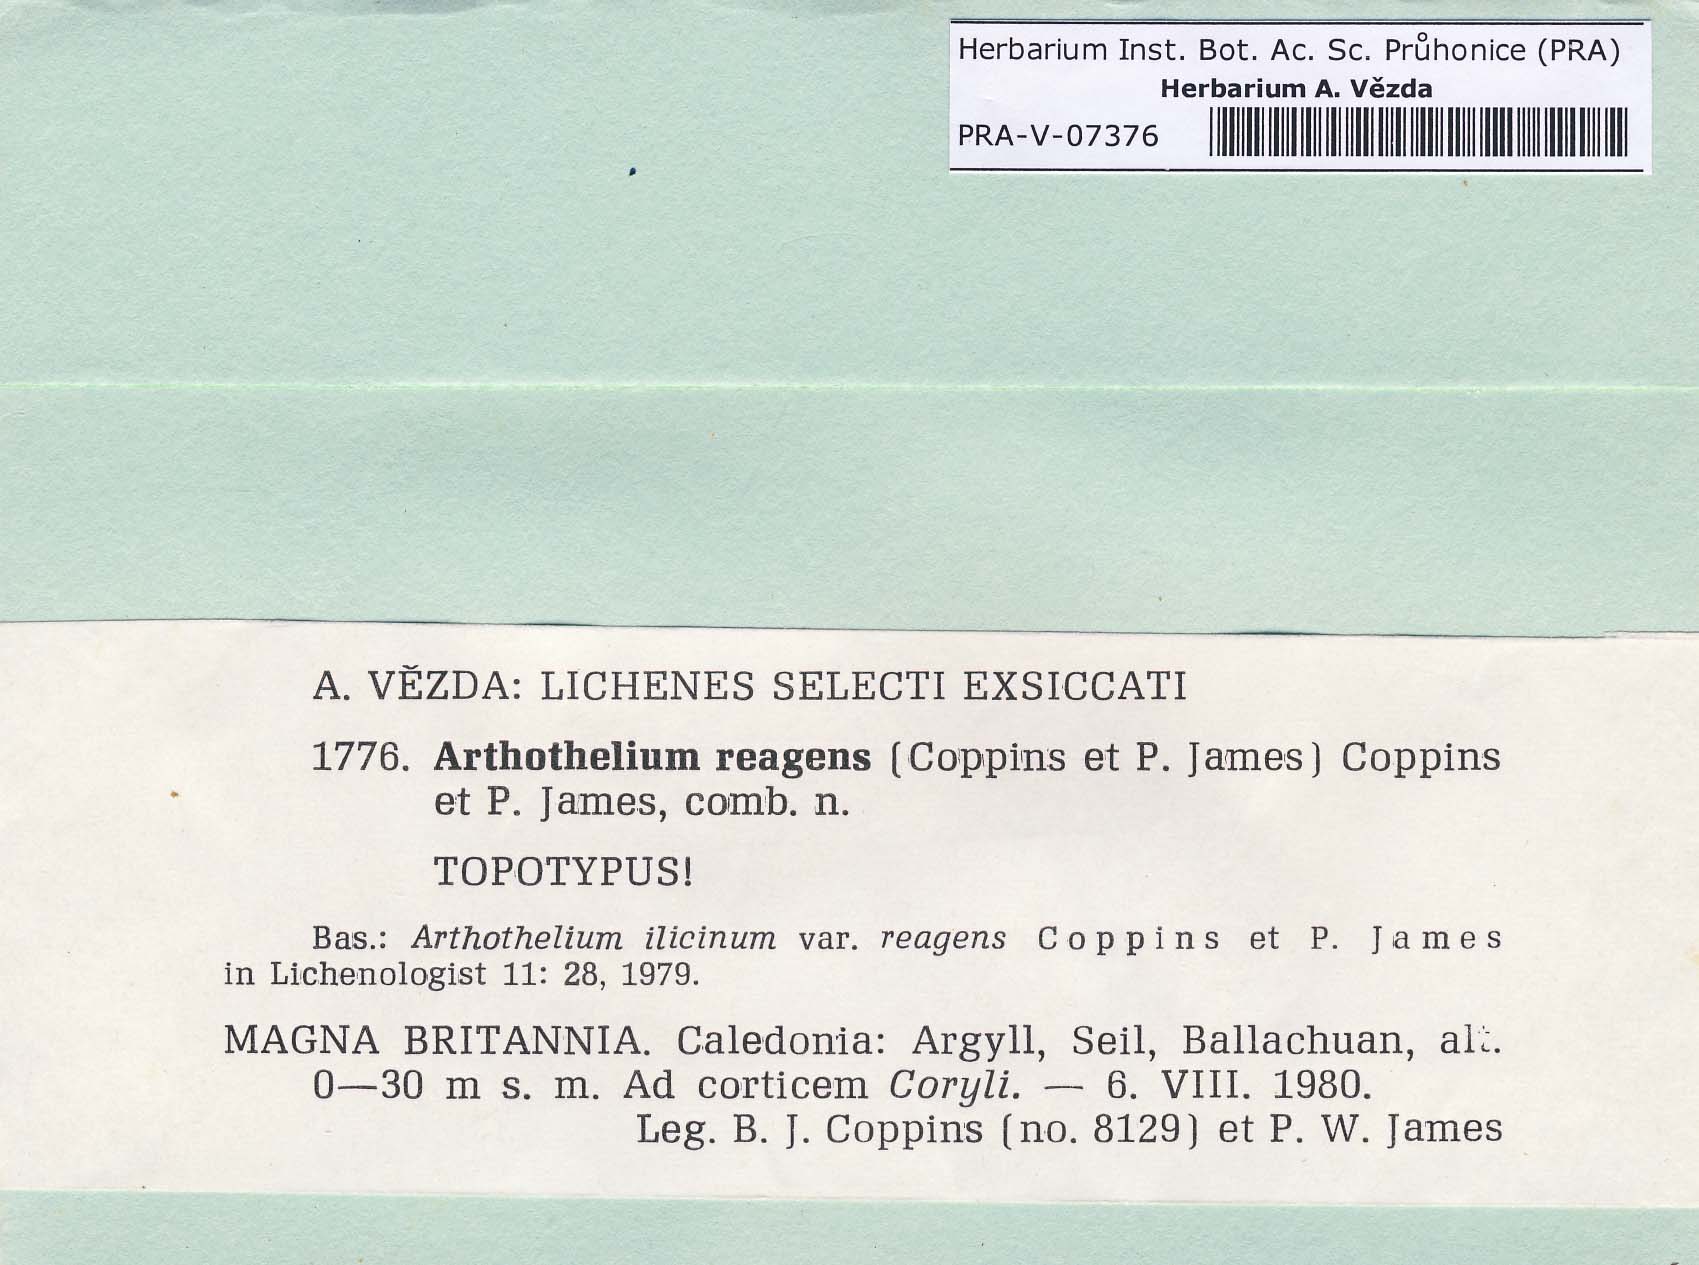 Herbarium Inst. Bot. Ac. Sc. Průhonice (PRA)
Herbarium A. Vězda
PRA-V-07376
A. VĚZDA: LICHENES SELECTI EXSICCATI
1776. Arthothelium reagens (Coppins et P. James) Coppins
et P. James, comb. n.
TOPOTYPUS!
Bas.: Arthothelium ilicinum var. reagens Coppins et P. James
in Lichenologist 11: 28, 1979.
MAGNA BRITANNIA. Caledonia: Argyll, Seil, Ballachuan, alt.
0—30 m s. m. Ad corticem Coryli. — 6. VIII. 1980.
Leg. B. J. Coppins (no. 8129) et P. W. James